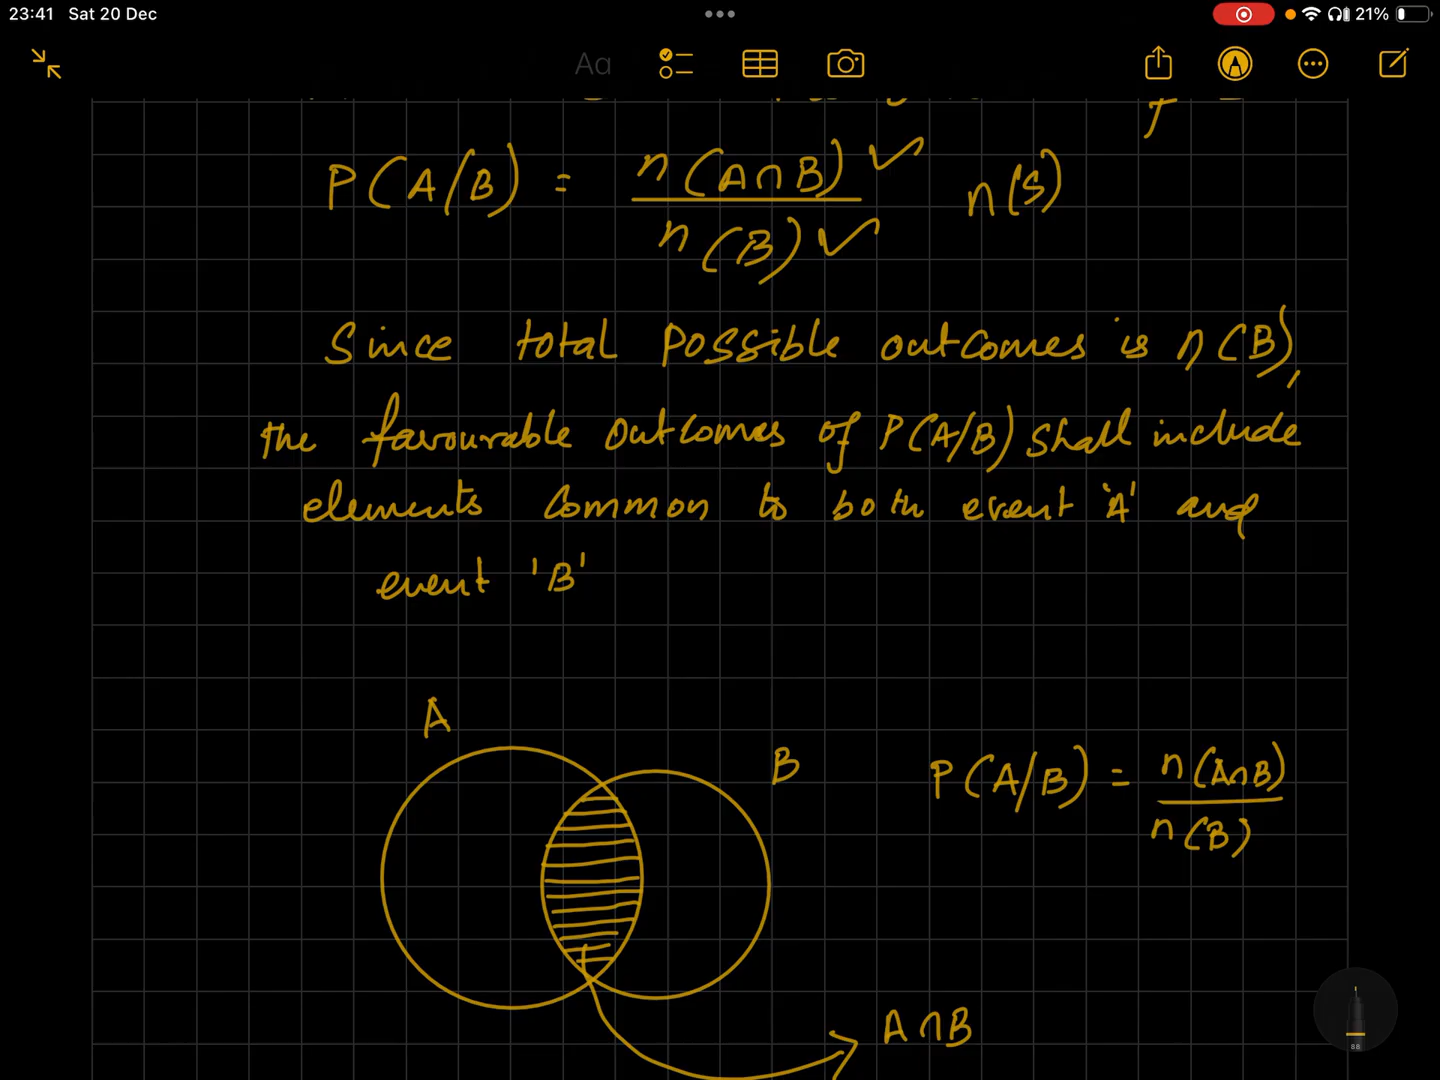 23:41 Sat 20 Dec
21%
Aa
P(A/B) = n(A∩B) / n(B) n(S)
Since total possible outcomes is n(B),
the favourable outcomes of P(A/B) shall include
elements common to both event 'A' and
event 'B'
A
B
P(A/B) = n(A∩B) / n(B)
A∩B
88